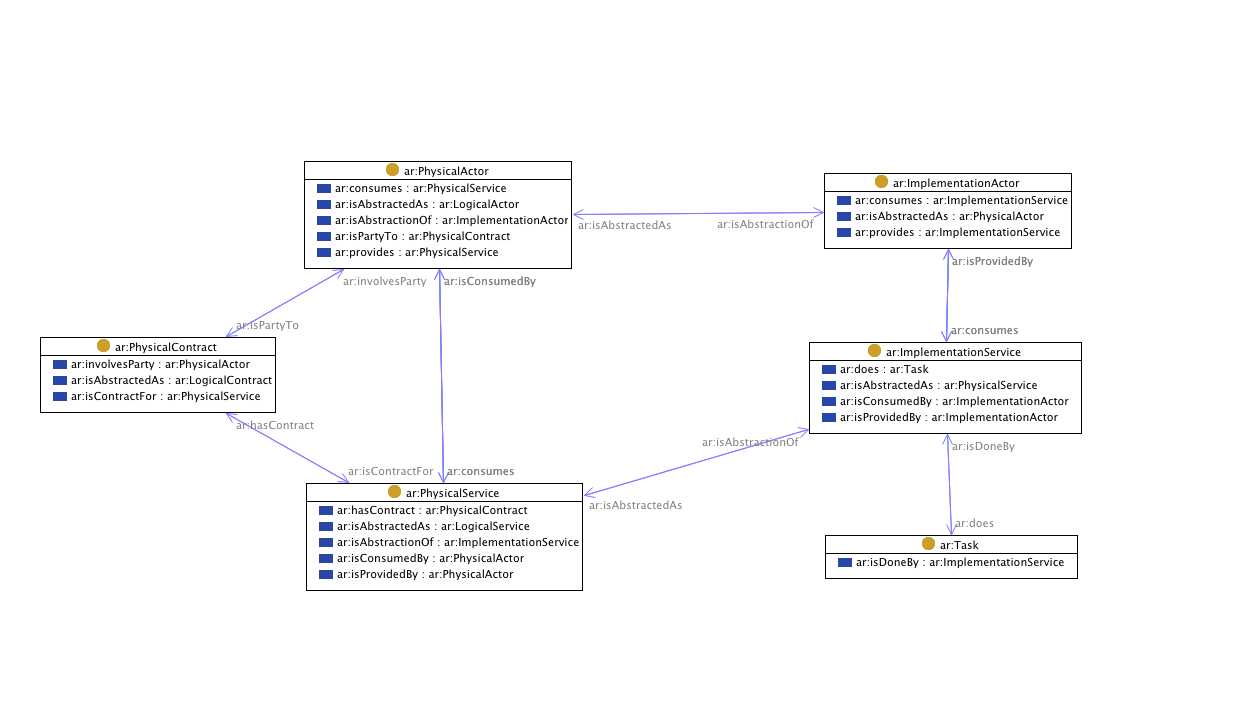 ar:PhysicalActor
ar:consumes : ar:PhysicalService
ar:isAbstractedAs : ar:LogicalActor
ar:isAbstractionOf : ar:ImplementationActor
ar:isPartyTo : ar:PhysicalContract
ar:provides : ar:PhysicalService
ar:ImplementationActor
ar:consumes : ar:ImplementationService
ar:isAbstractedAs : ar:PhysicalActor
ar:provides : ar:ImplementationService
ar:isAbstractedAs
ar:isAbstractionOf
ar:involvesParty
ar:isConsumedBy
ar:isProvidedBy
ar:isPartyTo
ar:consumes
ar:PhysicalContract
ar:involvesParty : ar:PhysicalActor
ar:isAbstractedAs : ar:LogicalContract
ar:isContractFor : ar:PhysicalService
ar:ImplementationService
ar:does : ar:Task
ar:isAbstractedAs : ar:PhysicalService
ar:isConsumedBy : ar:ImplementationActor
ar:isProvidedBy : ar:ImplementationActor
ar:hasContract
ar:isAbstractionOf
ar:isDoneBy
ar:isContractFor
ar:consumes
ar:isAbstractedAs
ar:does
ar:PhysicalService
ar:hasContract : ar:PhysicalContract
ar:isAbstractedAs : ar:LogicalService
ar:isAbstractionOf : ar:ImplementationService
ar:isConsumedBy : ar:PhysicalActor
ar:isProvidedBy : ar:PhysicalActor
ar:Task
ar:isDoneBy : ar:ImplementationService